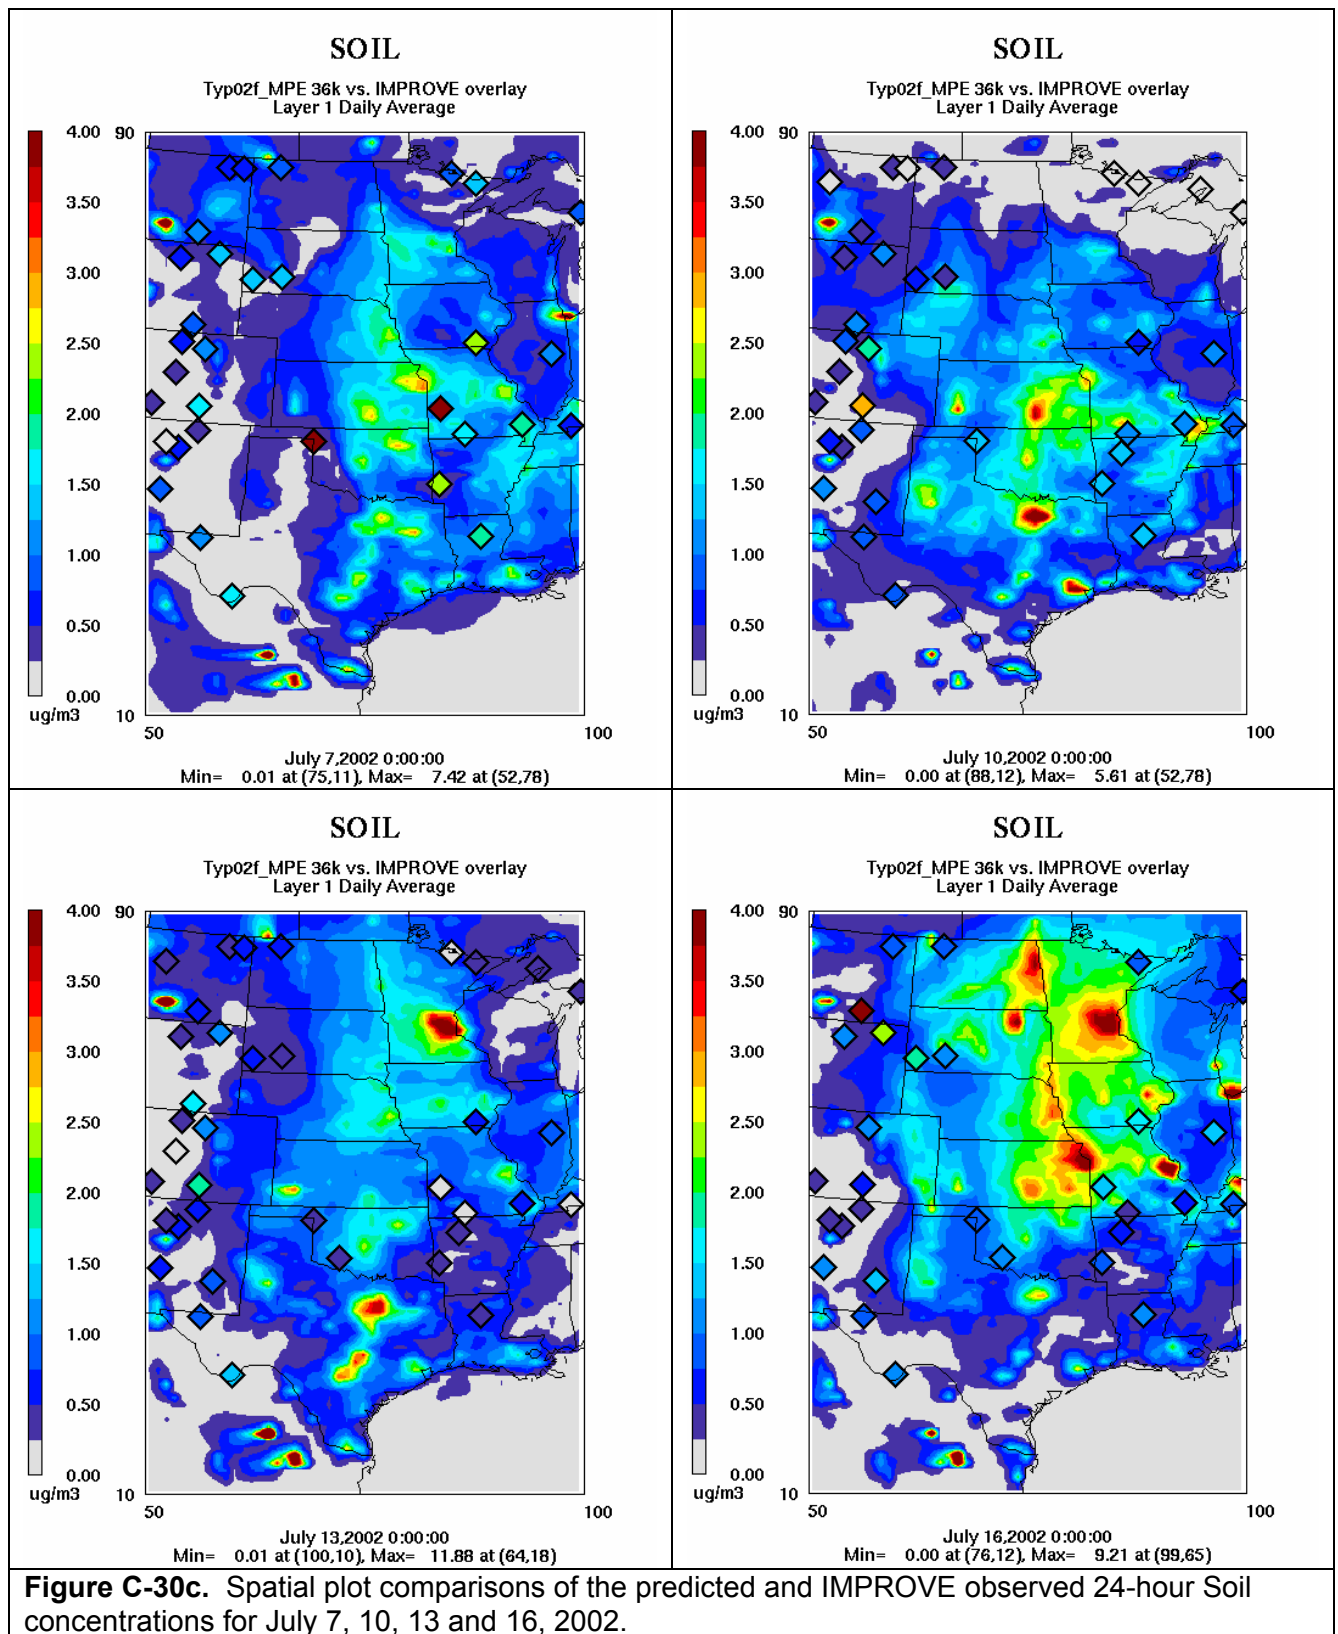 SOIL
Typ02f_MPE 36k vs. IMPROVE overlay
Layer 1 Daily Average
4.00
3.50
3.00
2.50
2.00
1.50
1.00
0.50
0.00
ug/m3
90
10
50
100
July 7,2002 0:00:00
Min= 0.01 at (75,11), Max= 7.42 at (52,78)
SOIL
Typ02f_MPE 36k vs. IMPROVE overlay
Layer 1 Daily Average
4.00
3.50
3.00
2.50
2.00
1.50
1.00
0.50
0.00
ug/m3
90
10
50
100
July 10,2002 0:00:00
Min= 0.00 at (88,12), Max= 5.61 at (52,78)
SOIL
Typ02f_MPE 36k vs. IMPROVE overlay
Layer 1 Daily Average
4.00
3.50
3.00
2.50
2.00
1.50
1.00
0.50
0.00
ug/m3
90
10
50
100
July 13,2002 0:00:00
Min= 0.01 at (100,10), Max= 11.88 at (64,18)
SOIL
Typ02f_MPE 36k vs. IMPROVE overlay
Layer 1 Daily Average
4.00
3.50
3.00
2.50
2.00
1.50
1.00
0.50
0.00
ug/m3
90
10
50
100
July 16,2002 0:00:00
Min= 0.00 at (76,12), Max= 9.21 at (99,65)
Figure C-30c. Spatial plot comparisons of the predicted and IMPROVE observed 24-hour Soil
concentrations for July 7, 10, 13 and 16, 2002.